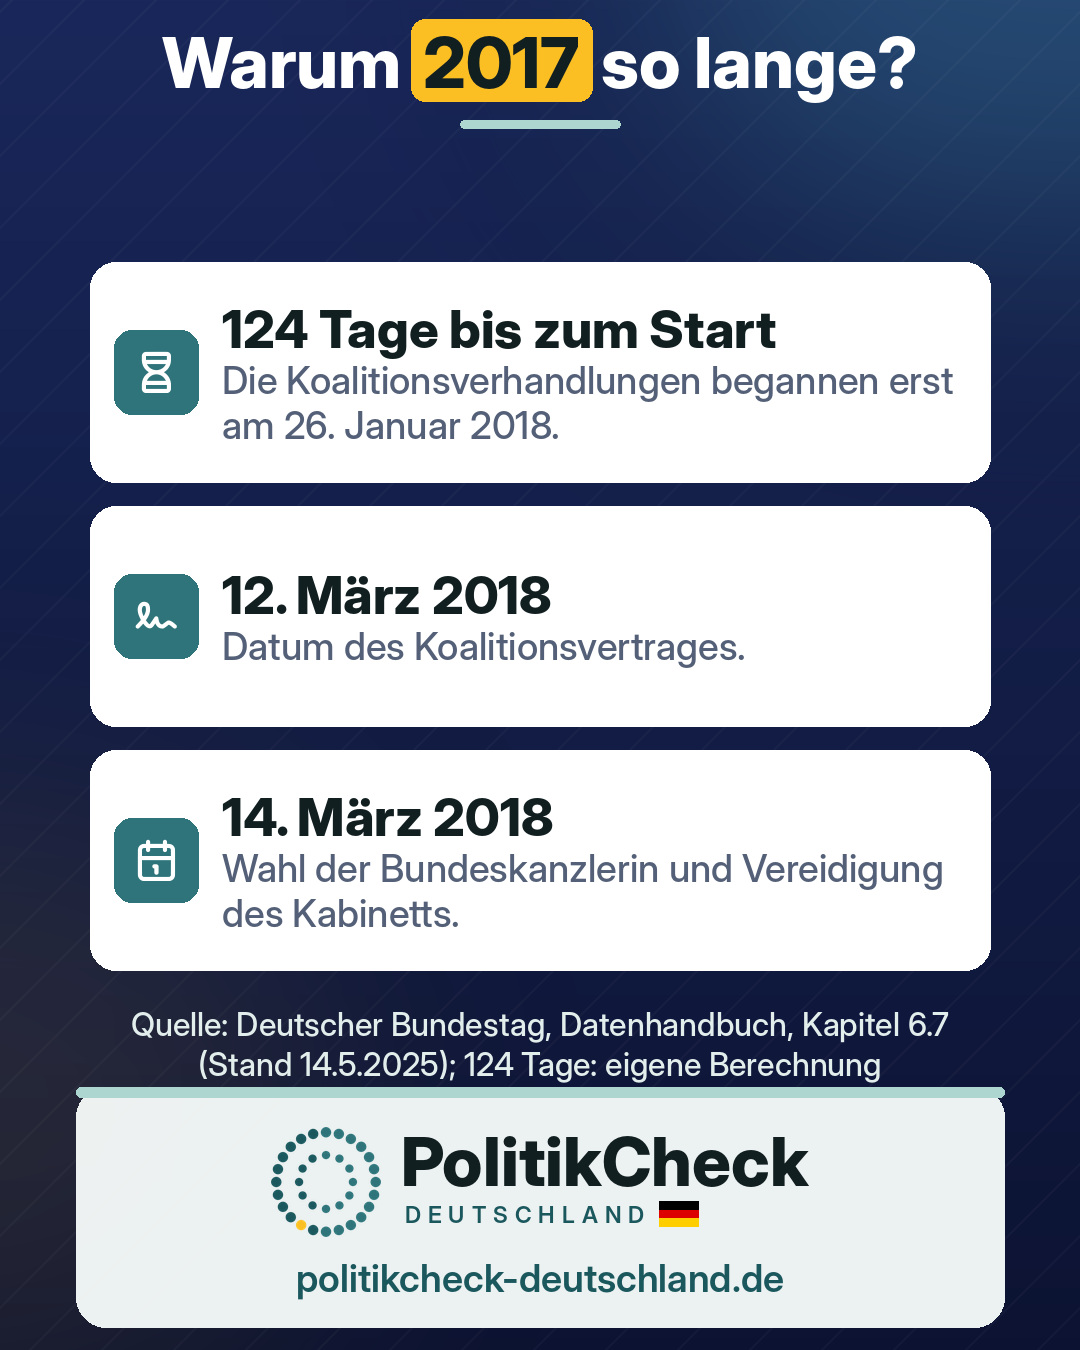 Warum 2017 so lange?
124 Tage bis zum Start
Die Koalitionsverhandlungen begannen erst
am 26. Januar 2018.
12. März 2018
Datum des Koalitionsvertrages.
14. März 2018
Wahl der Bundeskanzlerin und Vereidigung
des Kabinetts.
Quelle: Deutscher Bundestag, Datenhandbuch, Kapitel 6.7
(Stand 14.5.2025); 124 Tage: eigene Berechnung
PolitikCheck
DEUTSCHLAND
politikcheck-deutschland.de